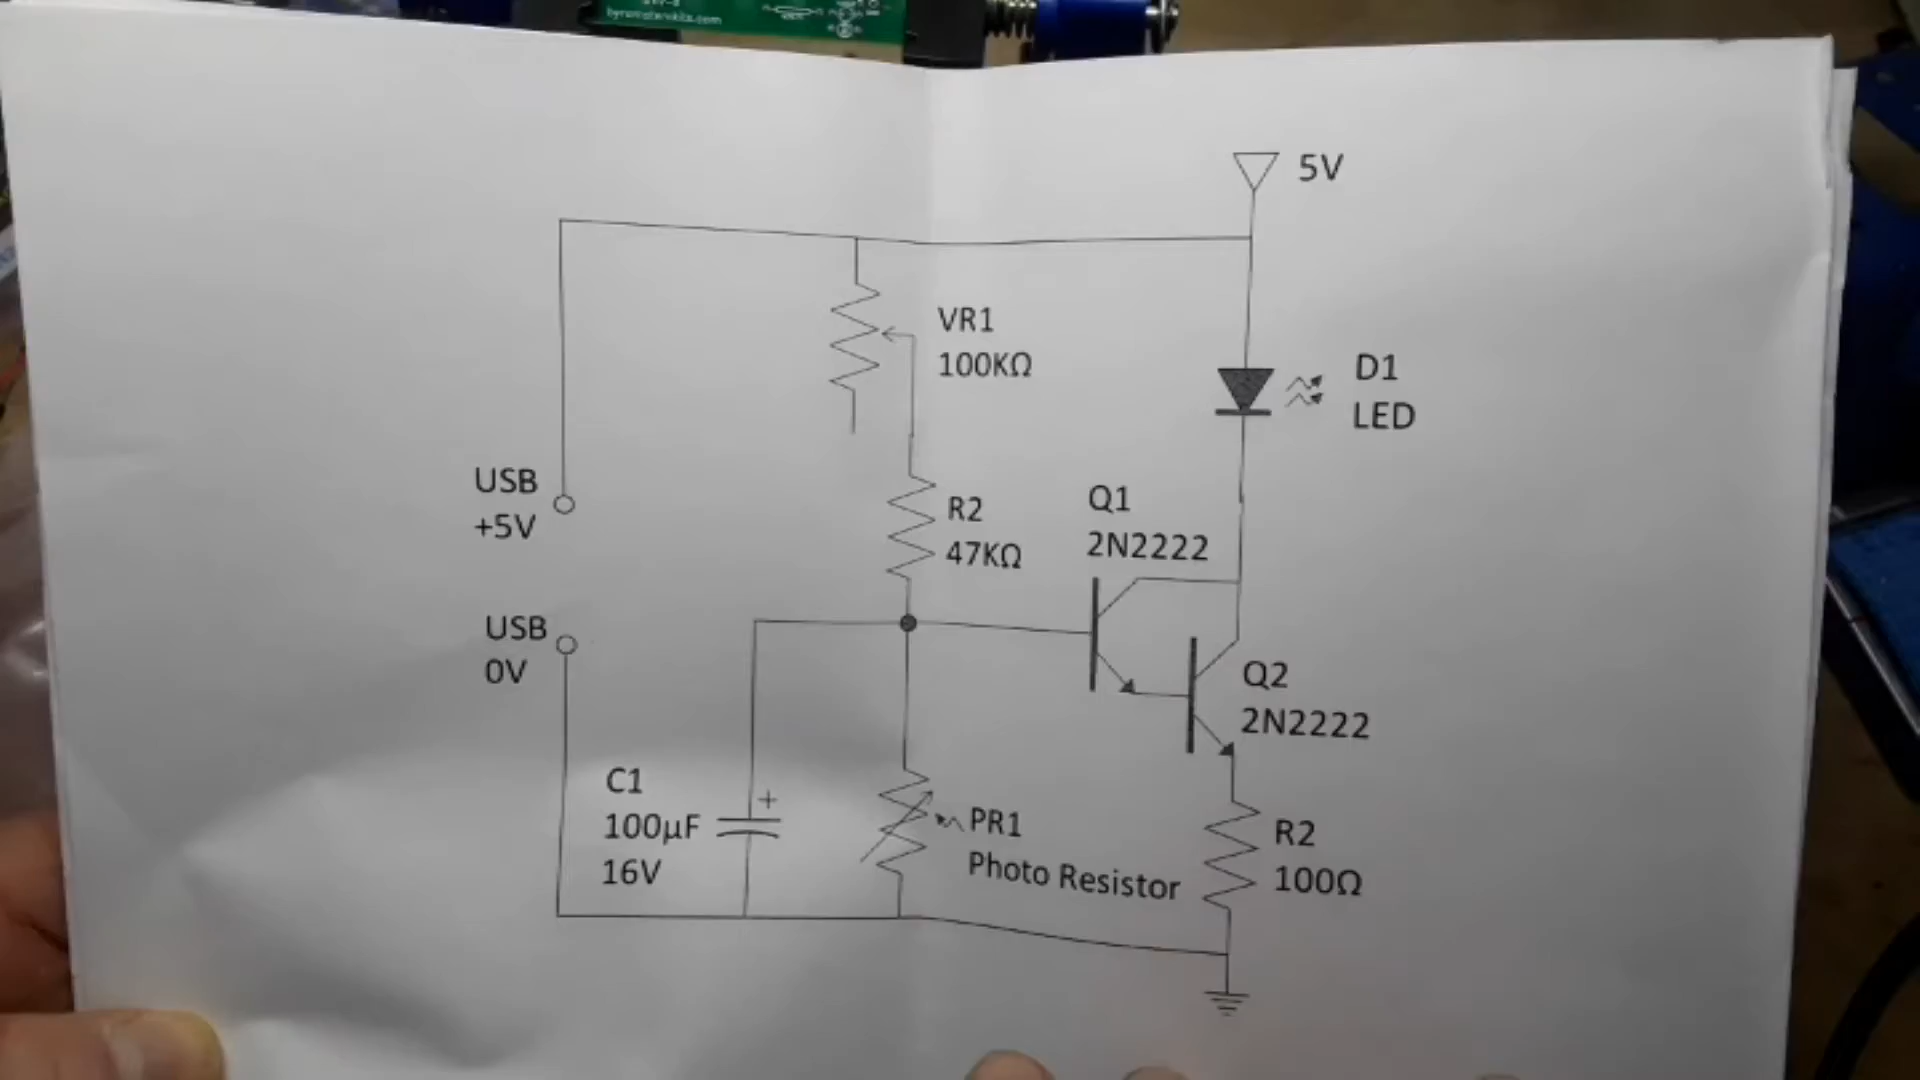 5V
VR1
100KΩ
D1
LED
USB
+5V
R2
47KΩ
Q1
2N2222
USB
0V
Q2
2N2222
C1
100µF
16V
+
PR1
Photo Resistor
R2
100Ω